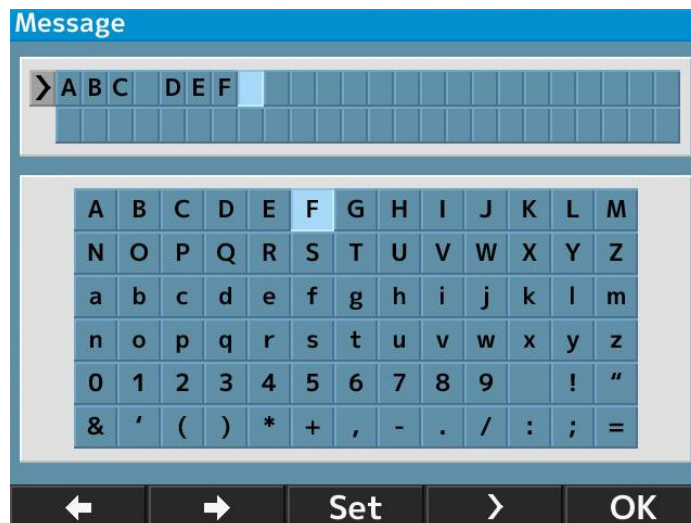 Message
> ABC DEF
A B C D E F G H I J K L M
N O P Q R S T U V W X Y Z
a b c d e f g h i j k l m
n o p q r s t u v w x y z
0 1 2 3 4 5 6 7 8 9 ! "
& ' ( ) * + , - . / : ; =
← → Set > OK